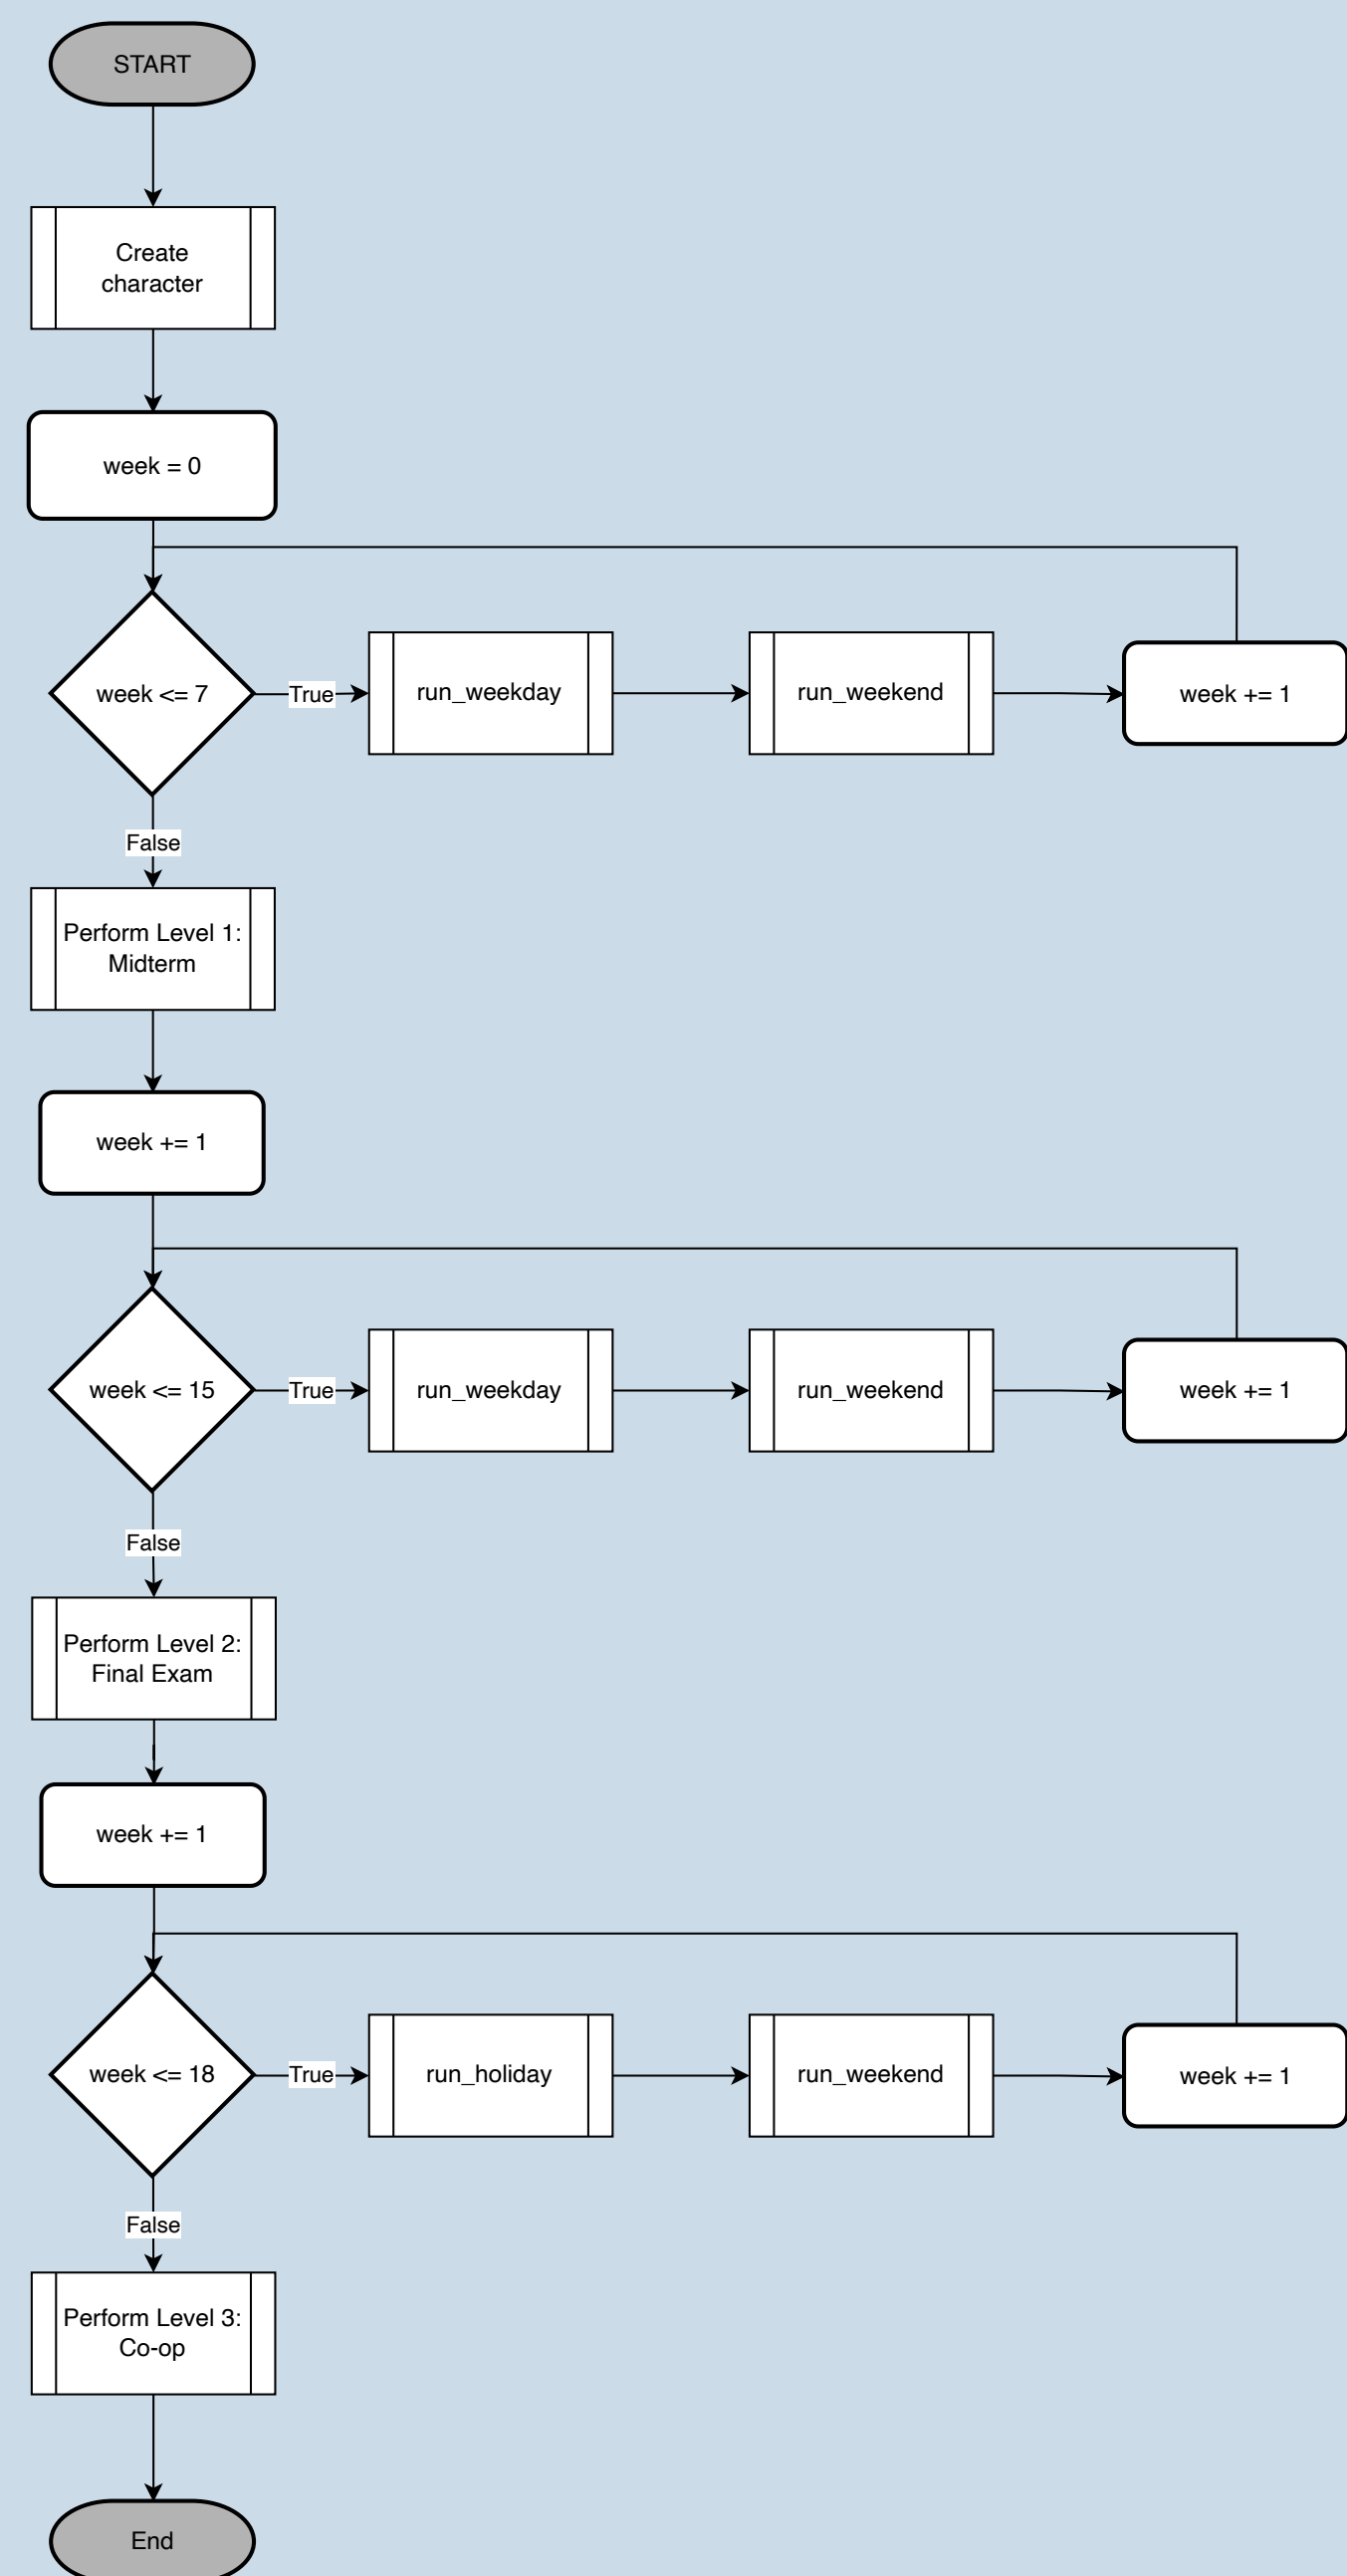 START
Create
character
week = 0
week <= 7
True
run_weekday
run_weekend
week += 1
False
Perform Level 1:
Midterm
week += 1
week <= 15
True
run_weekday
run_weekend
week += 1
False
Perform Level 2:
Final Exam
week += 1
week <= 18
True
run_holiday
run_weekend
week += 1
False
Perform Level 3:
Co-op
End